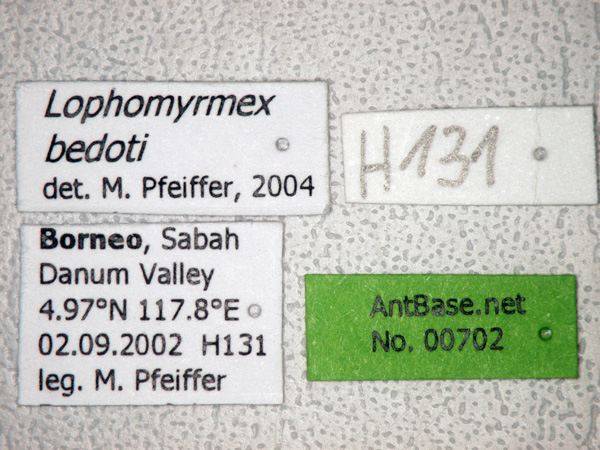 Lophomyrmex
bedoti
det. M. Pfeiffer, 2004
H131
Borneo, Sabah
Danum Valley
4.97°N 117.8°E
02.09.2002 H131
leg. M. Pfeiffer
AntBase.net
No. 00702